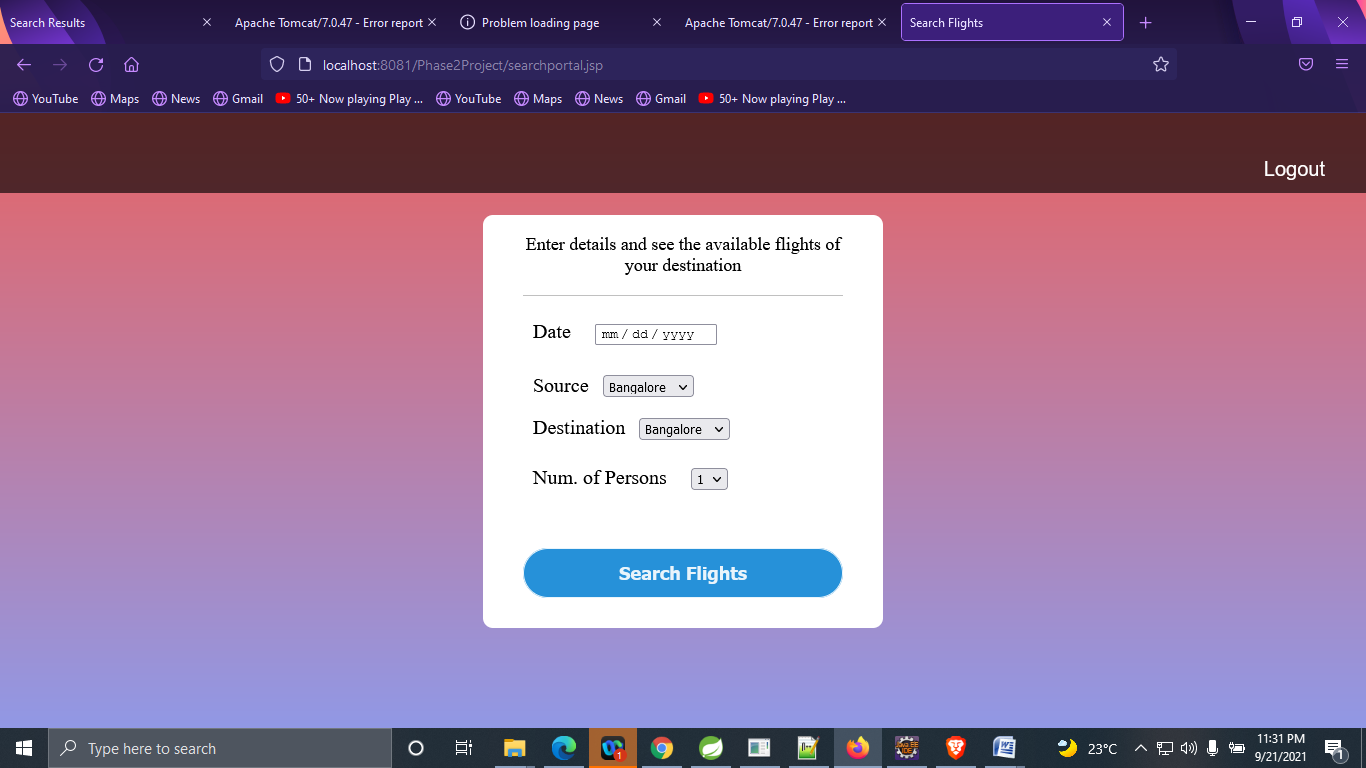 Search Results
Apache Tomcat/7.0.47 - Error report
Problem loading page
Apache Tomcat/7.0.47 - Error report
Search Flights
localhost:8081/Phase2Project/searchportal.jsp
YouTube Maps News Gmail 50+ Now playing Play ... YouTube Maps News Gmail 50+ Now playing Play ...
Logout
Enter details and see the available flights of
your destination
Date mm / dd / yyyy
Source Bangalore
Destination Bangalore
Num. of Persons 1
Search Flights
Type here to search
1
23°C
11:31 PM
9/21/2021
1